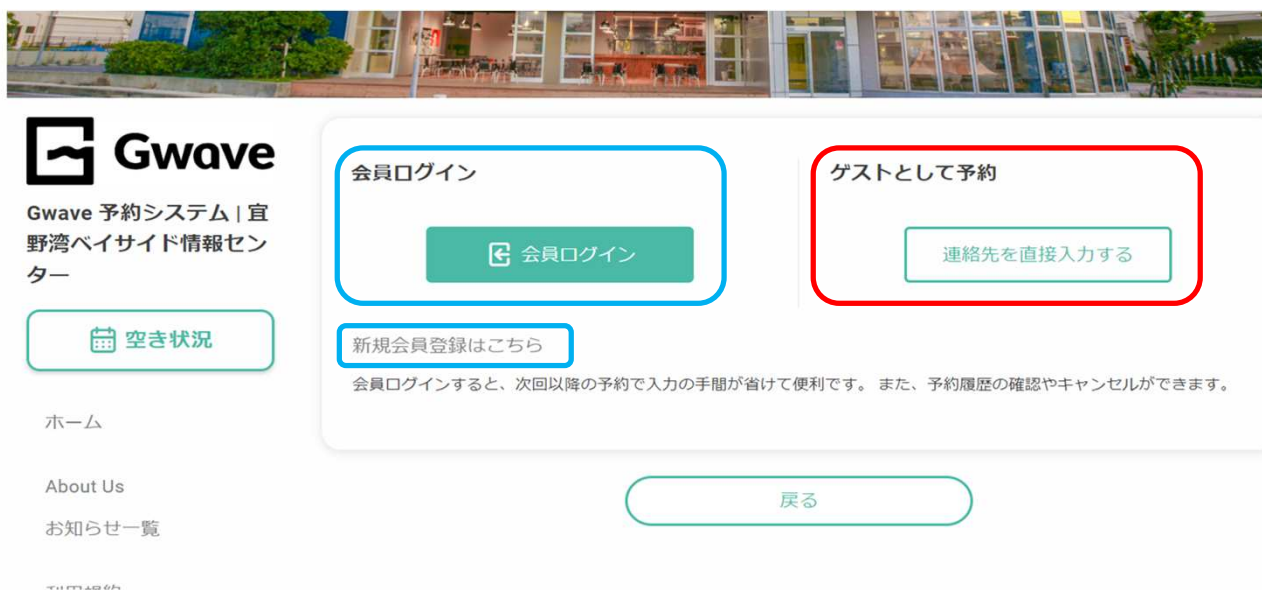 Gwave
Gwave 予約システム | 宜
野湾ベイサイド情報セン
ター
空き状況
ホーム
About Us
お知らせ一覧
利用規約
会員ログイン
会員ログイン
ゲストとして予約
連絡先を直接入力する
新規会員登録はこちら
会員ログインすると、次回以降の予約で入力の手間が省けて便利です。 また、予約履歴の確認やキャンセルができます。
戻る